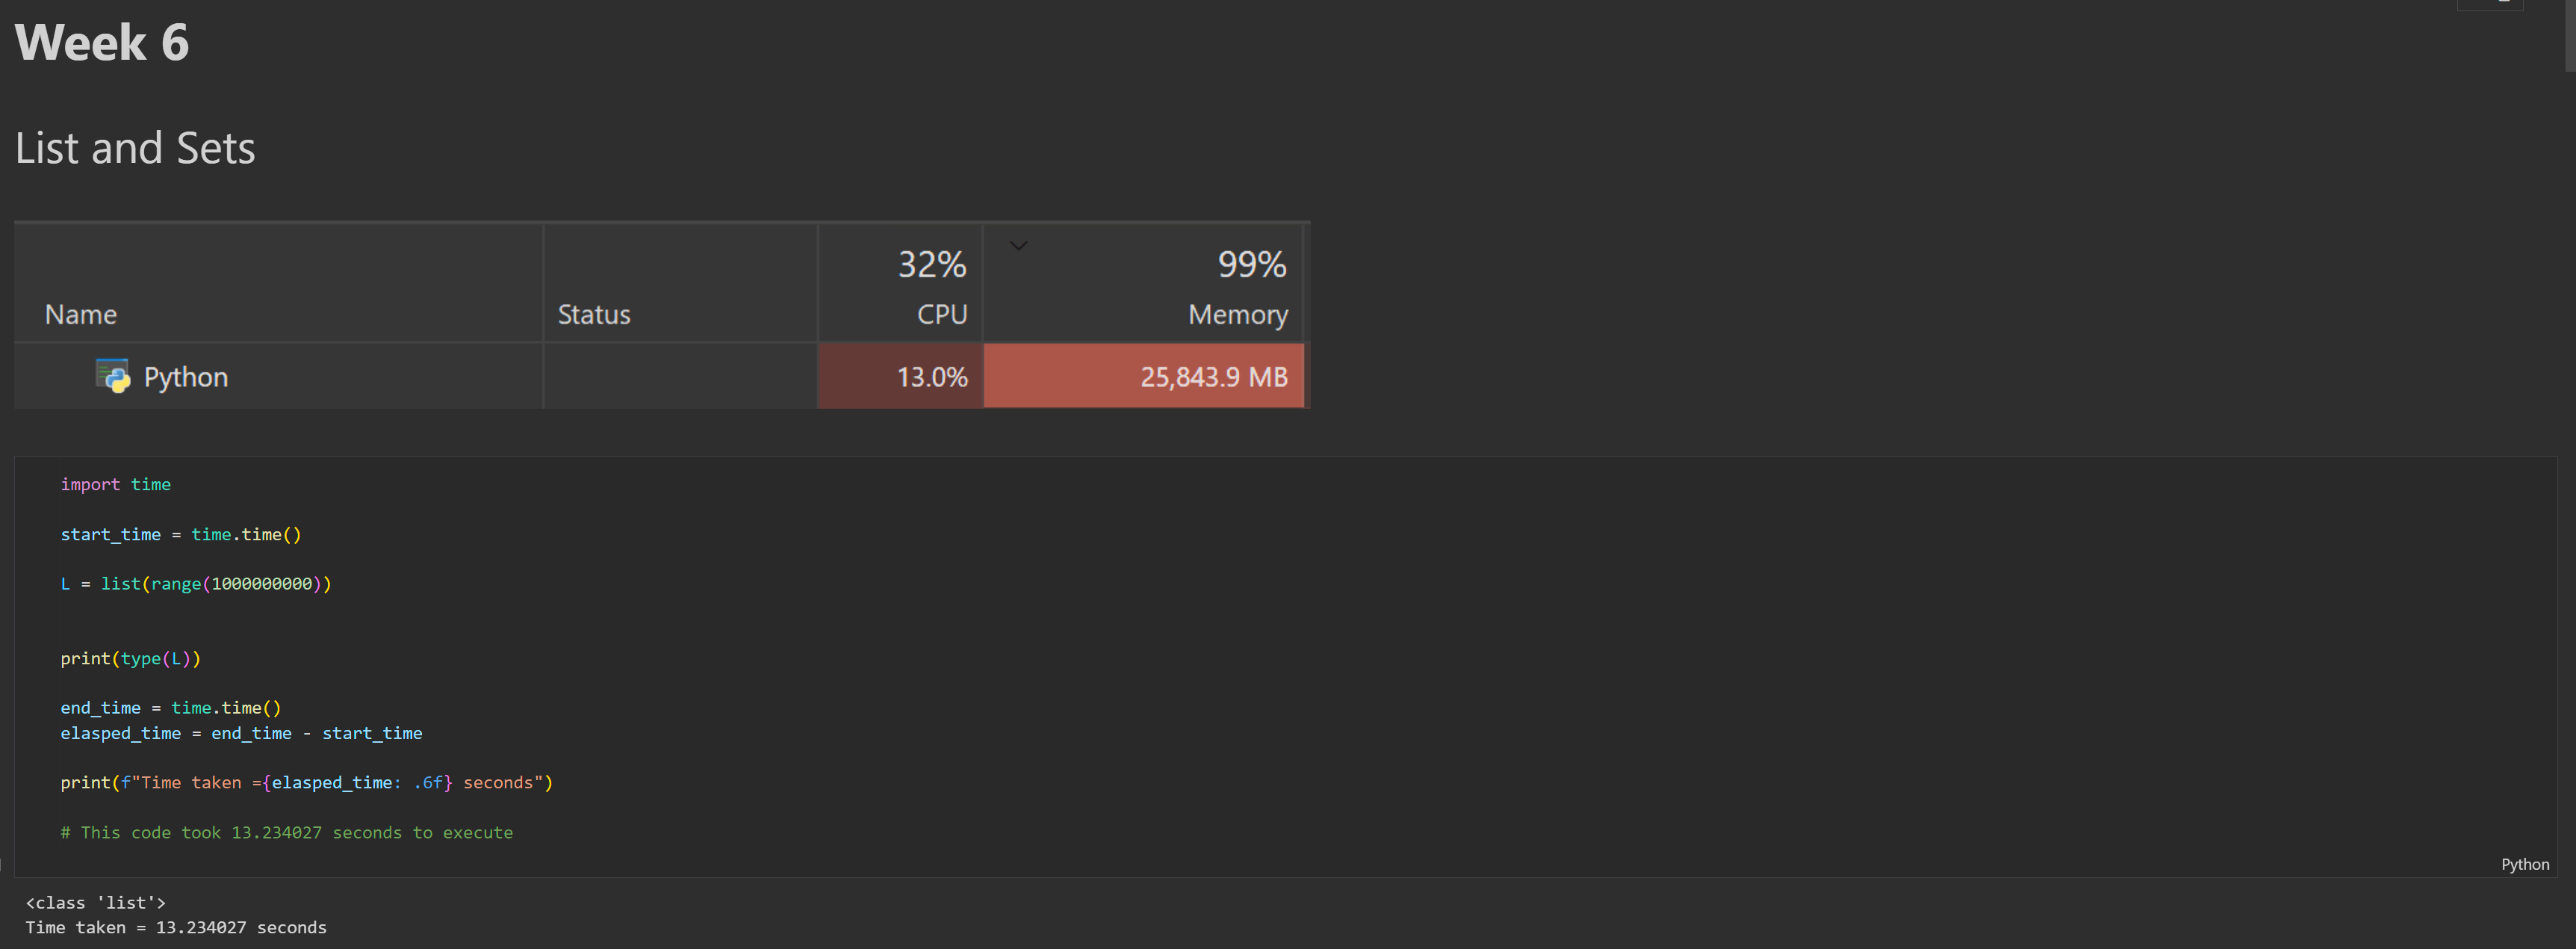 Week 6
List and Sets
32% 99%
Name Status CPU Memory
Python 13.0% 25,843.9 MB
import time
start_time = time.time()
L = list(range(1000000000))
print(type(L))
end_time = time.time()
elasped_time = end_time - start_time
print(f"Time taken ={elasped_time: .6f} seconds")
# This code took 13.234027 seconds to execute
Python
<class 'list'>
Time taken = 13.234027 seconds